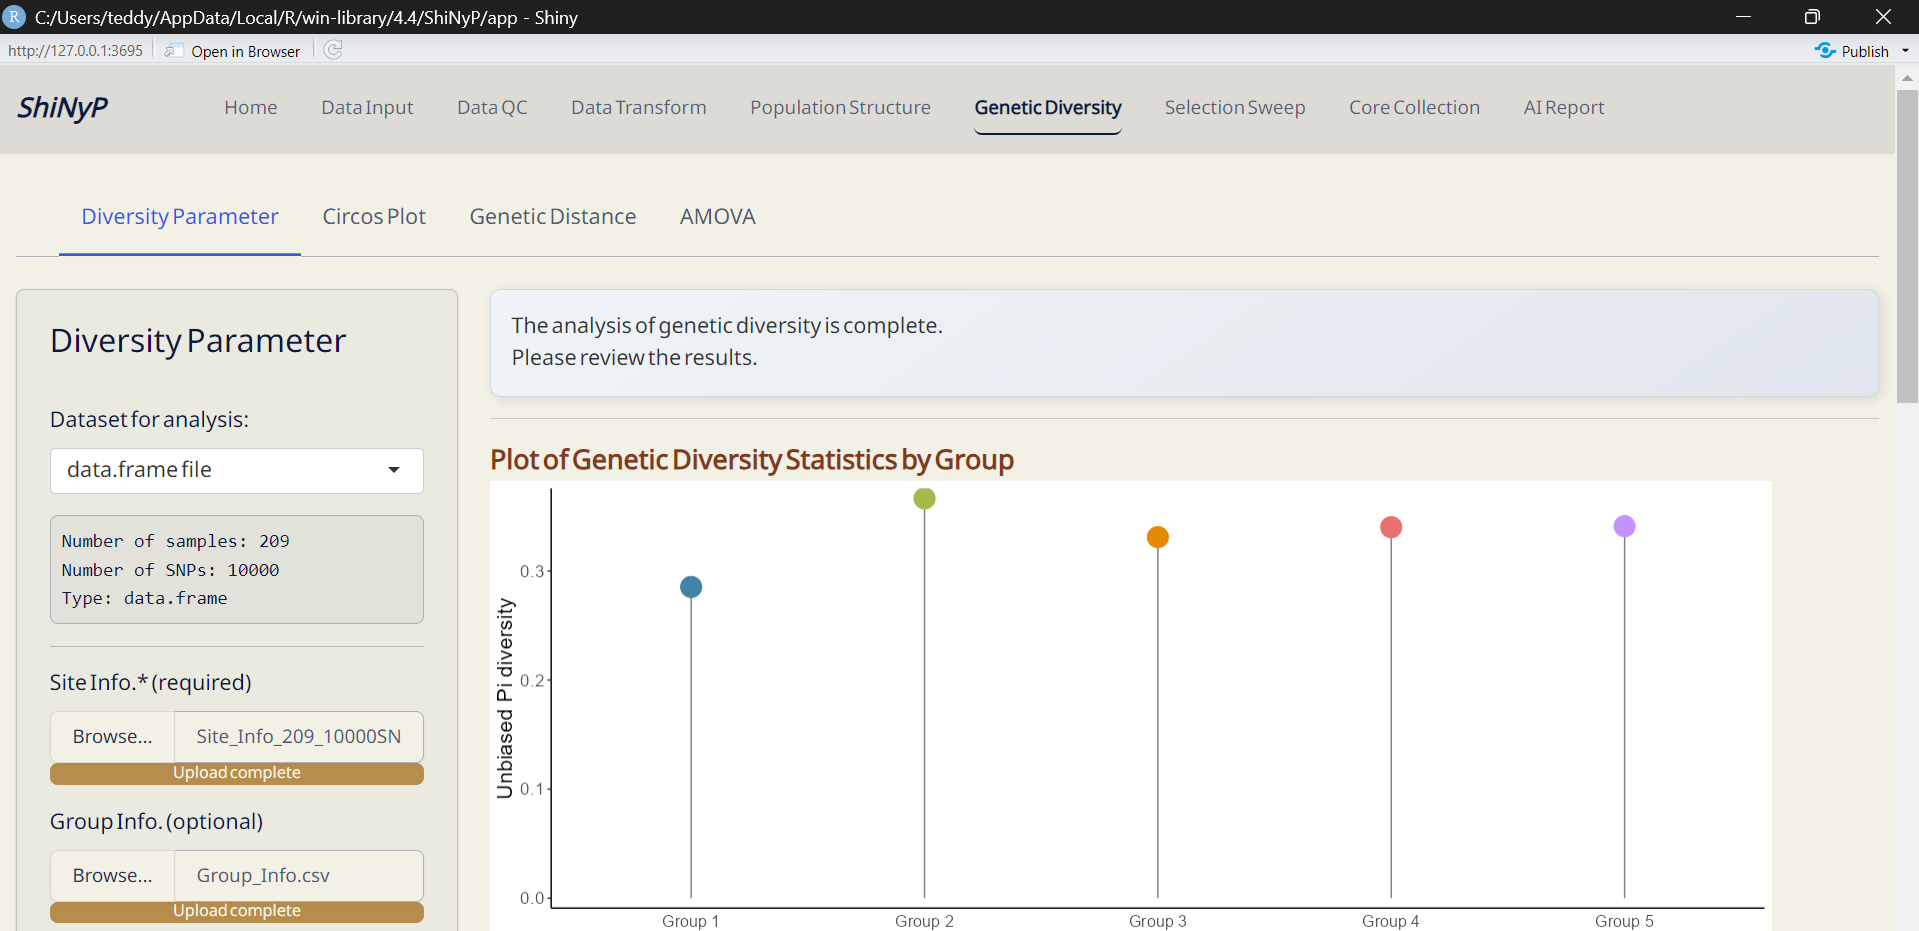 C:/Users/teddy/AppData/Local/R/win-library/4.4/ShiNyP/app - Shiny
http://127.0.0.1:3695 Open in Browser Publish
ShiNyP Home Data Input Data QC Data Transform Population Structure Genetic Diversity Selection Sweep Core Collection AI Report
Diversity Parameter Circos Plot Genetic Distance AMOVA
Diversity Parameter
Dataset for analysis:
data.frame file
Number of samples: 209
Number of SNPs: 10000
Type: data.frame
Site Info.* (required)
Browse... Site_Info_209_10000SN
Upload complete
Group Info. (optional)
Browse... Group_Info.csv
Upload complete
The analysis of genetic diversity is complete.
Please review the results.
Plot of Genetic Diversity Statistics by Group
Unbiased Pi diversity
0.3
0.2
0.1
0.0
Group 1 Group 2 Group 3 Group 4 Group 5